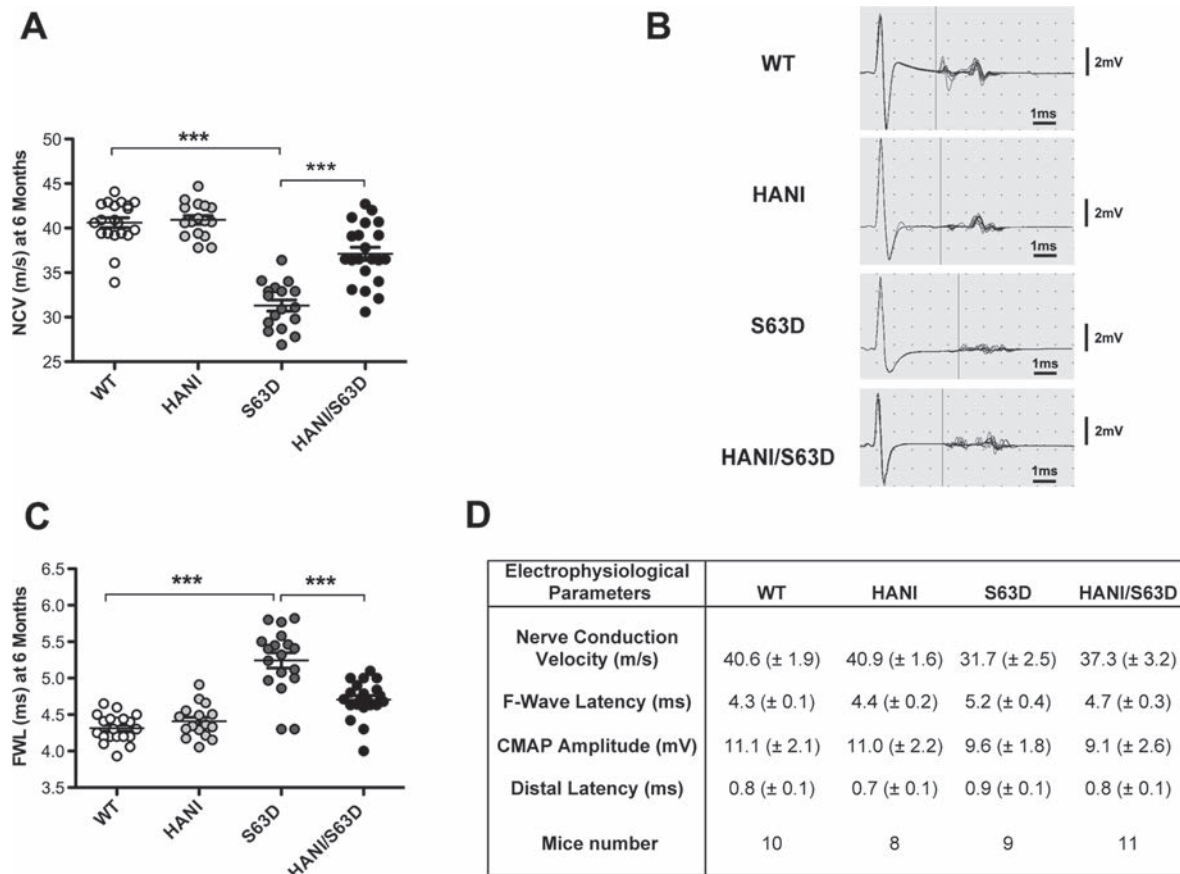 A
NCV (m/s) at 6 Months
50
45
40
35
30
25
***
***
WT
HANI
S63D
HANI/S63D
B
WT
2mV
1ms
HANI
2mV
1ms
S63D
2mV
1ms
HANI/S63D
2mV
1ms
C
FWL (ms) at 6 Months
6.5
6.0
5.5
5.0
4.5
4.0
3.5
***
***
WT
HANI
S63D
HANI/S63D
D
Electrophysiological
Parameters WT HANI S63D HANI/S63D
Nerve Conduction
Velocity (m/s) 40.6 (± 1.9) 40.9 (± 1.6) 31.7 (± 2.5) 37.3 (± 3.2)
F-Wave Latency (ms) 4.3 (± 0.1) 4.4 (± 0.2) 5.2 (± 0.4) 4.7 (± 0.3)
CMAP Amplitude (mV) 11.1 (± 2.1) 11.0 (± 2.2) 9.6 (± 1.8) 9.1 (± 2.6)
Distal Latency (ms) 0.8 (± 0.1) 0.7 (± 0.1) 0.9 (± 0.1) 0.8 (± 0.1)
Mice number 10 8 9 11